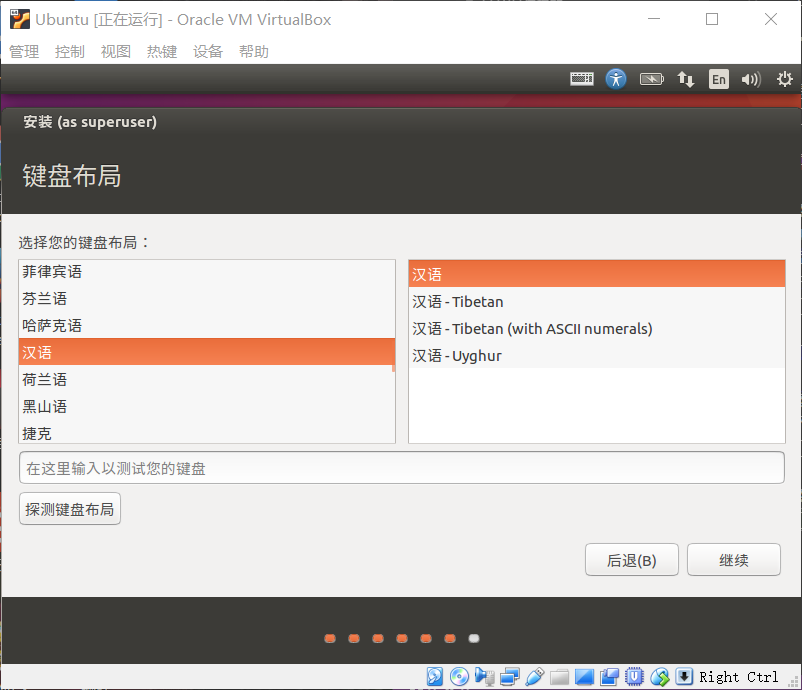 Ubuntu [正在运行] - Oracle VM VirtualBox
管理 控制 视图 热键 设备 帮助
En
安装 (as superuser)
键盘布局
选择您的键盘布局：
菲律宾语
芬兰语
哈萨克语
汉语
荷兰语
黑山语
捷克
汉语
汉语 - Tibetan
汉语 - Tibetan (with ASCII numerals)
汉语 - Uyghur
在这里输入以测试您的键盘
探测键盘布局
后退(B) 继续
Right Ctrl